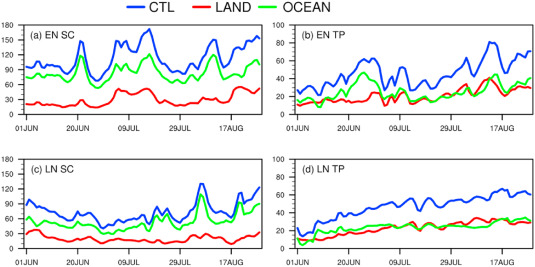 CTL LAND OCEAN
(a) EN SC
180
150
120
90
60
30
0
01JUN 20JUN 09JUL 29JUL 17AUG
(b) EN TP
100
80
60
40
20
0
01JUN 20JUN 09JUL 29JUL 17AUG
(c) LN SC
180
150
120
90
60
30
0
01JUN 20JUN 09JUL 29JUL 17AUG
(d) LN TP
100
80
60
40
20
0
01JUN 20JUN 09JUL 29JUL 17AUG